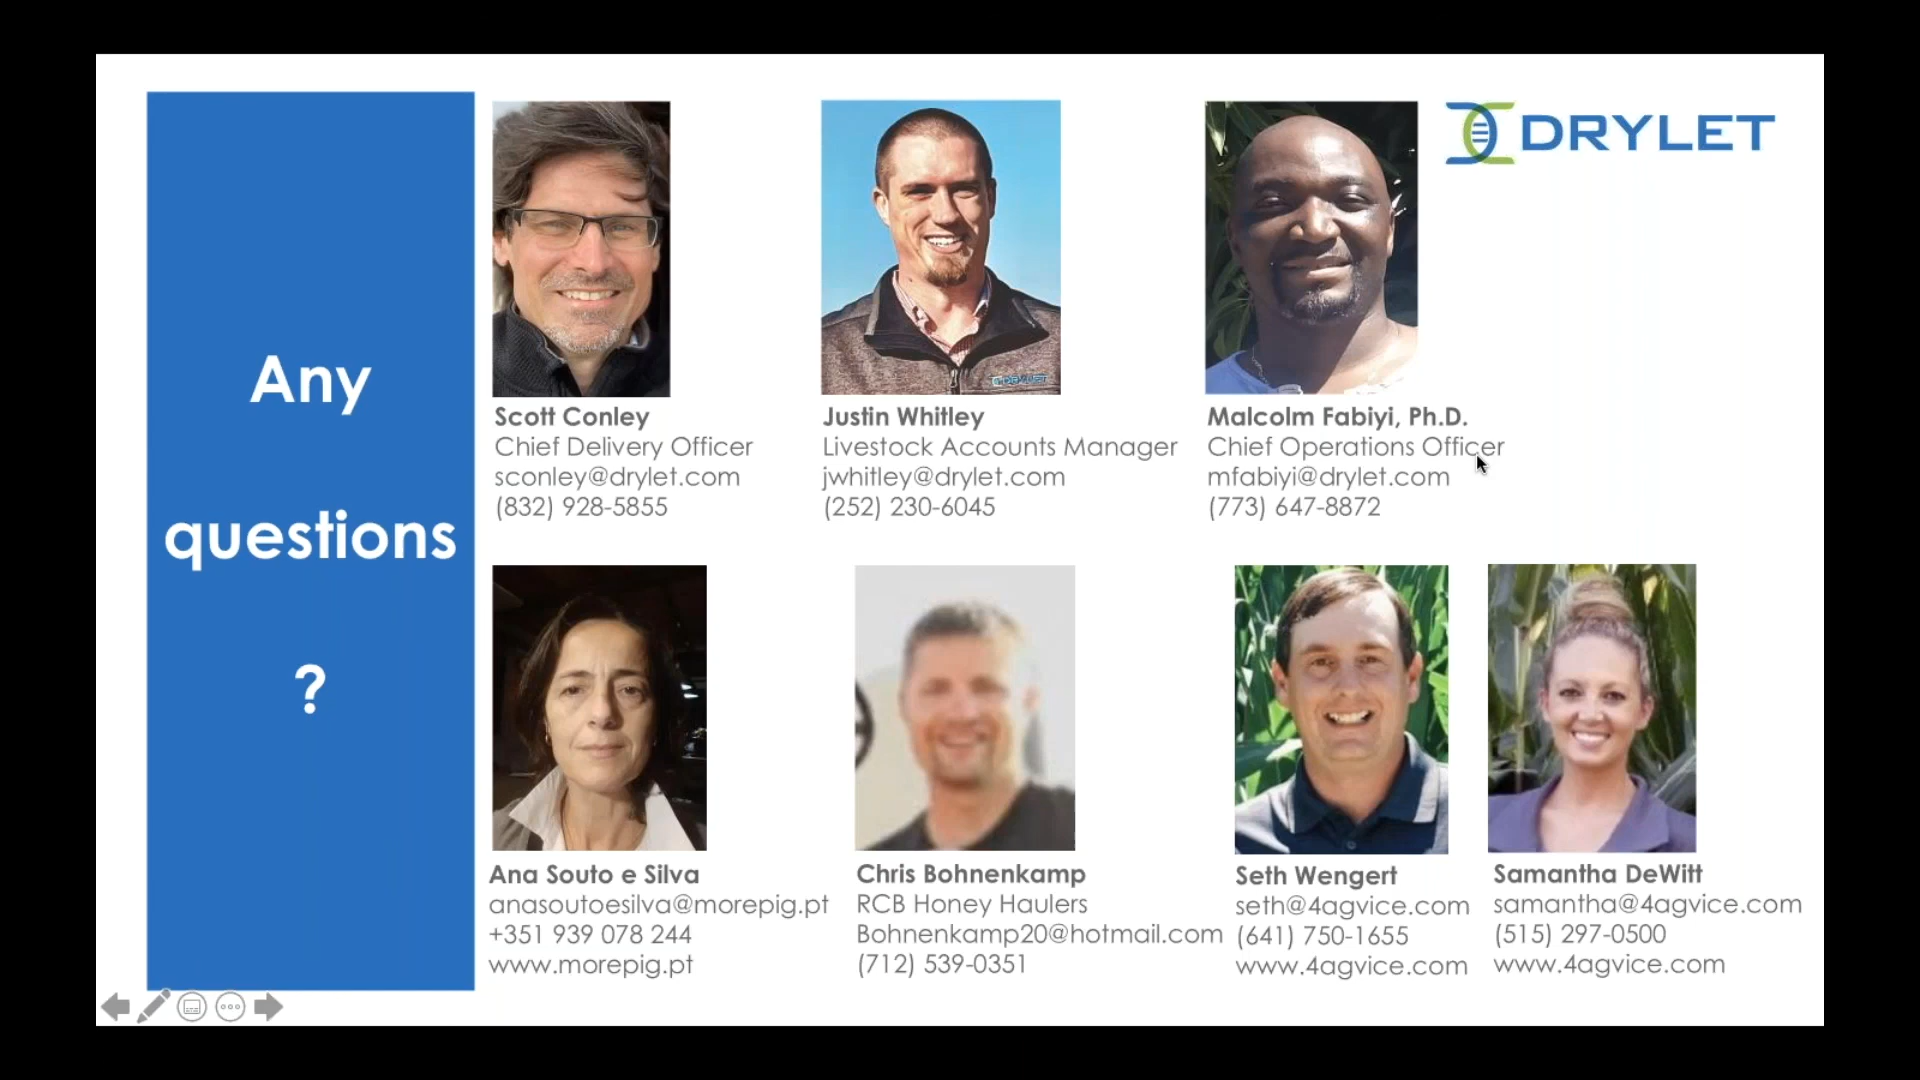 Any
questions
?
DRYLET
Scott Conley
Chief Delivery Officer
sconley@drylet.com
(832) 928-5855
Justin Whitley
Livestock Accounts Manager
jwhitley@drylet.com
(252) 230-6045
Malcolm Fabiyi, Ph.D.
Chief Operations Officer
mfabiyi@drylet.com
(773) 647-8872
Ana Souto e Silva
anasoutoesilva@morepig.pt
+351 939 078 244
www.morepig.pt
Chris Bohnenkamp
RCB Honey Haulers
Bohnenkamp20@hotmail.com
(712) 539-0351
Seth Wengert
seth@4agvice.com
(641) 750-1655
www.4agvice.com
Samantha DeWitt
samantha@4agvice.com
(515) 297-0500
www.4agvice.com